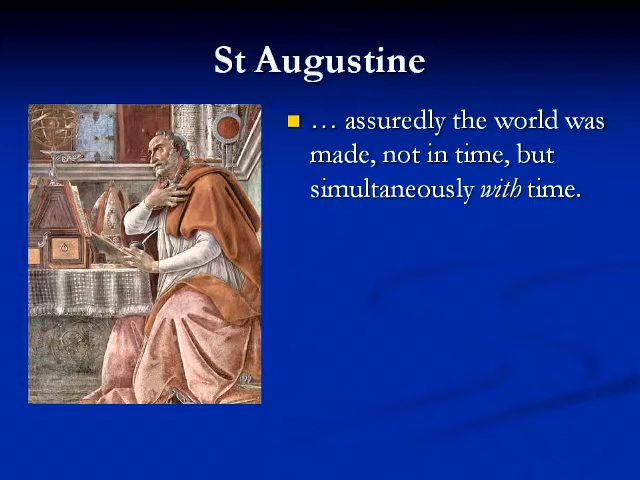 St Augustine
… assuredly the world was
made, not in time, but
simultaneously with time.